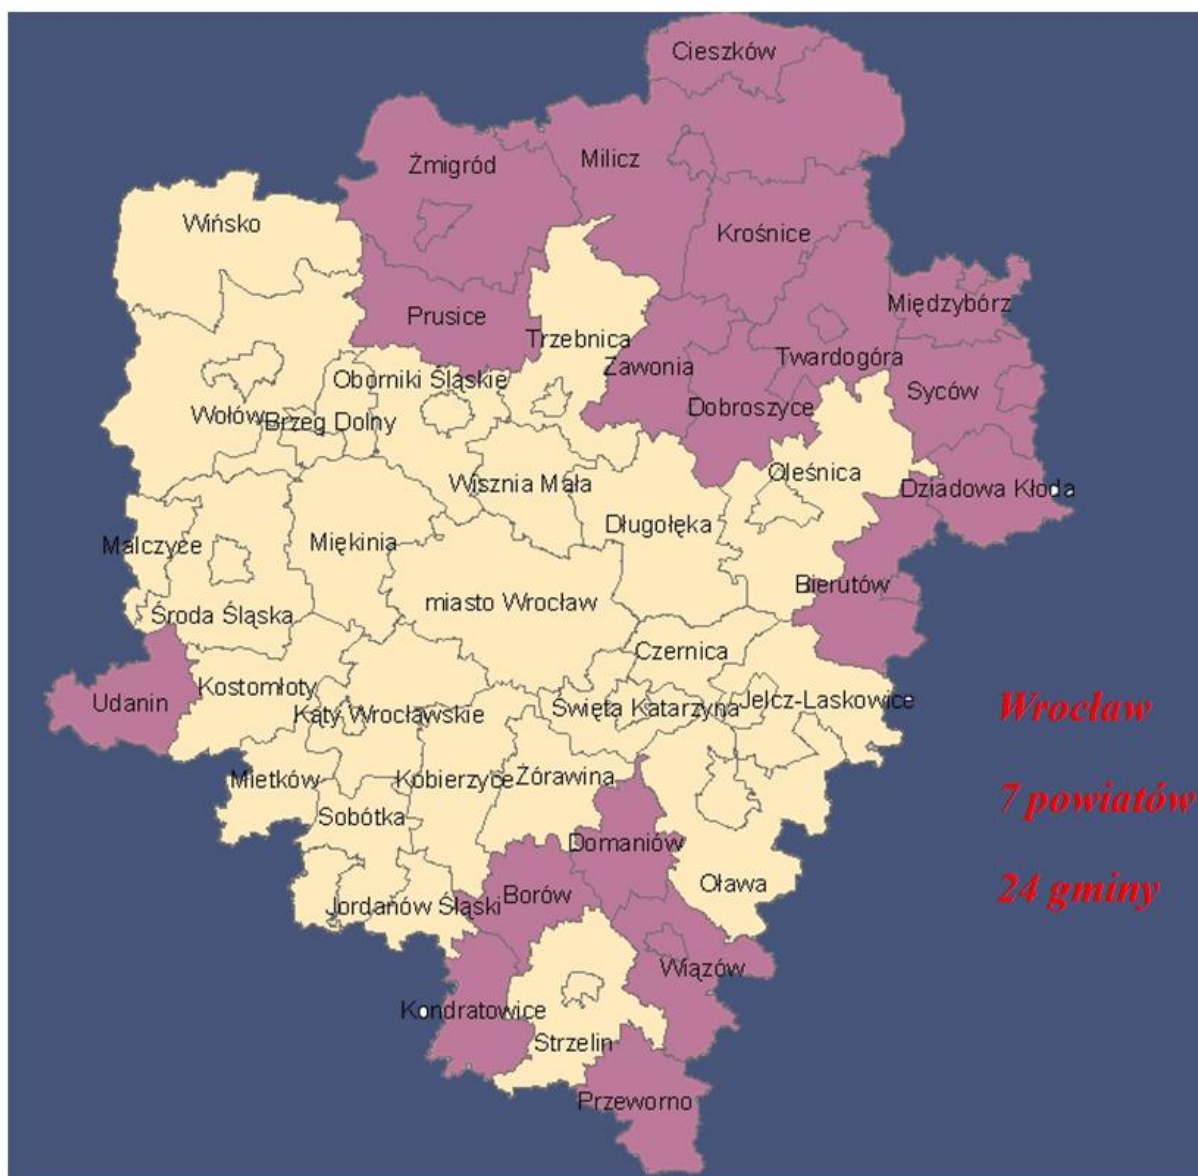 Cieszków
Żmigród
Milicz
Wińsko
Krośnice
Prusice
Międzybórz
Trzebnica
Twardogóra
Zawonia
Oborniki Śląskie
Syców
Dobroszyce
Wołów
Brzeg Dolny
Oleśnica
Wisznia Mała
Dziadowa Kłoda
Długołęka
Malczyce
Miękinia
Bierutów
miasto Wrocław
Środa Śląska
Czernica
Kostomłoty
Udanin
Jelcz-Laskowice
Święta Katarzyna
Kąty Wrocławskie
Wrocław
Mietków
Kobierzyce
Żórawina
7 powiatów
Sobótka
Domaniów
Oława
24 gminy
Borów
Jordanów Śląski
Wiązów
Kondratowice
Strzelin
Przeworno